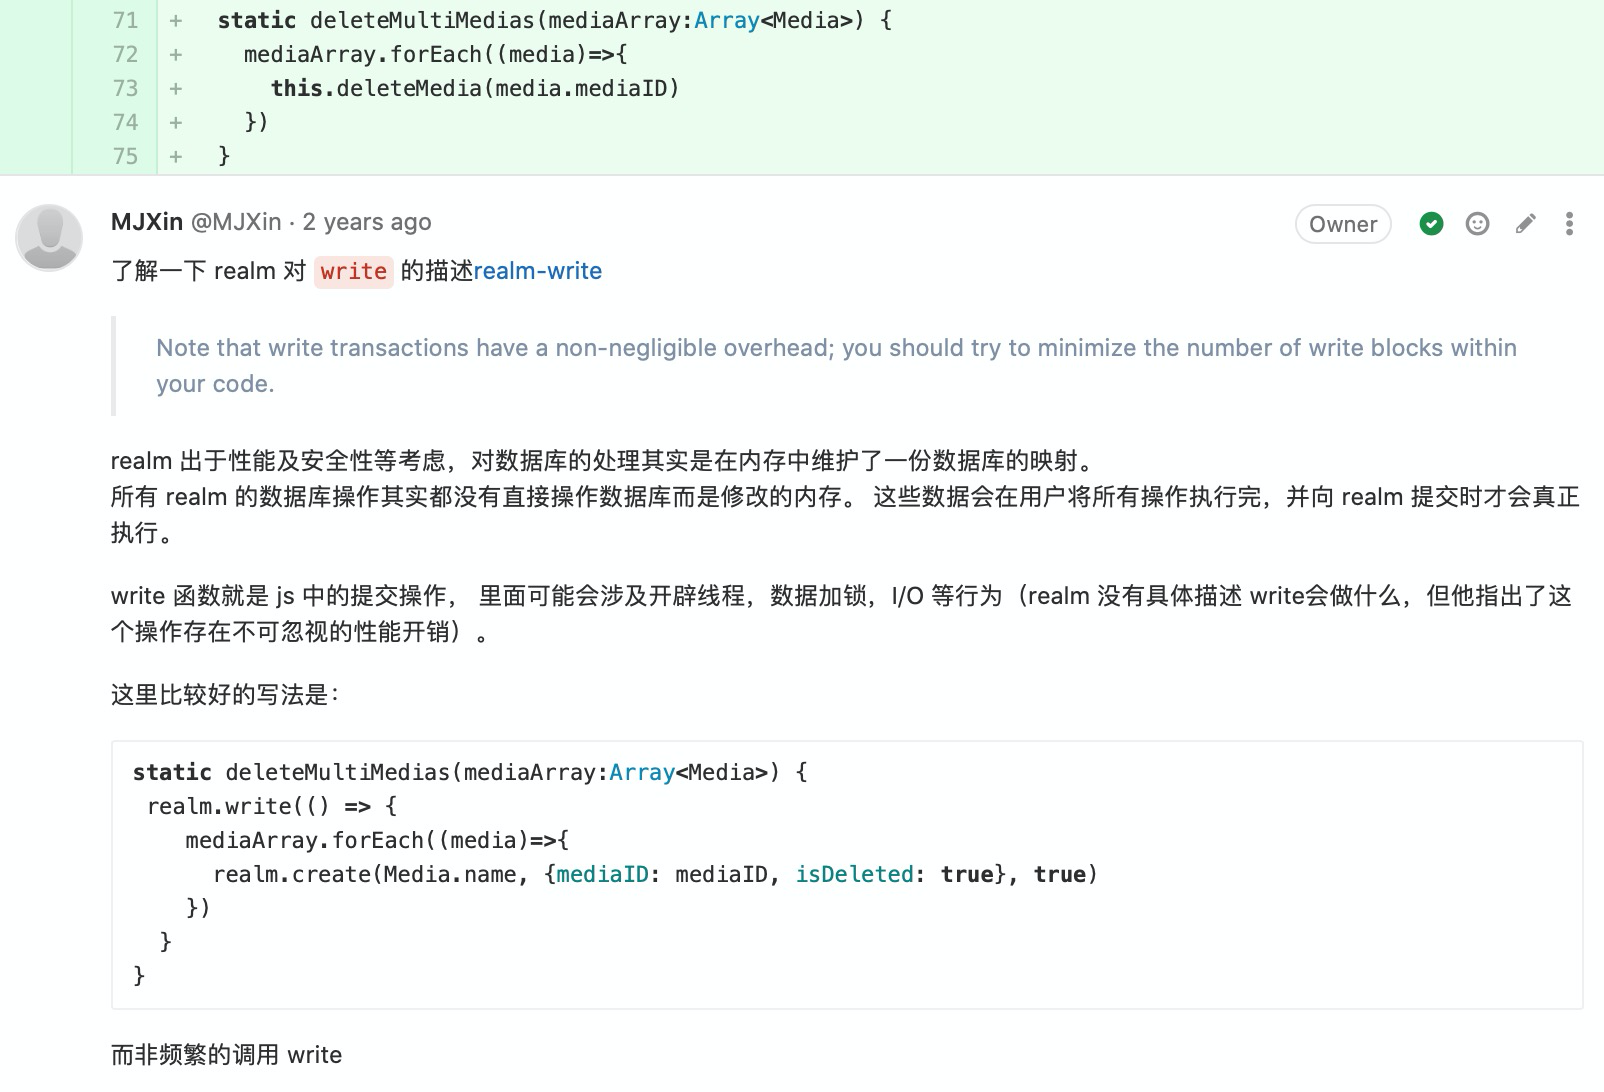 71 + static deleteMultiMedias(mediaArray:Array<Media>) {
72 + mediaArray.forEach((media)=>{
73 + this.deleteMedia(media.mediaID)
74 + })
75 + }
MJXin @MJXin · 2 years ago Owner
了解一下 realm 对 write 的描述realm-write
Note that write transactions have a non-negligible overhead; you should try to minimize the number of write blocks within
your code.
realm 出于性能及安全性等考虑，对数据库的处理其实是在内存中维护了一份数据库的映射。
所有 realm 的数据库操作其实都没有直接操作数据库而是修改的内存。 这些数据会在用户将所有操作执行完，并向 realm 提交时才会真正
执行。
write 函数就是 js 中的提交操作， 里面可能会涉及开辟线程，数据加锁，I/O 等行为（realm 没有具体描述 write会做什么，但他指出了这
个操作存在不可忽视的性能开销）。
这里比较好的写法是：
static deleteMultiMedias(mediaArray:Array<Media>) {
realm.write(() => {
mediaArray.forEach((media)=>{
realm.create(Media.name, {mediaID: mediaID, isDeleted: true}, true)
})
}
}
而非频繁的调用 write